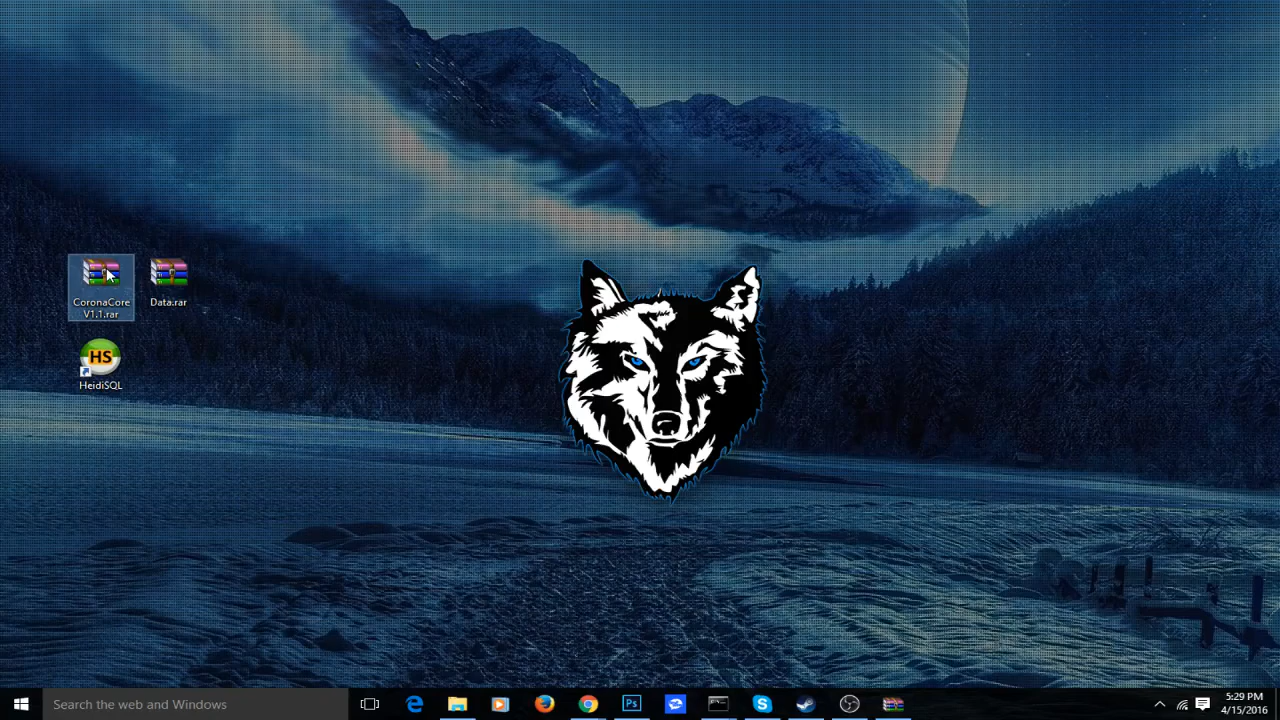 CoronaCore
V1.1.rar
Data.rar
HS
HeidiSQL
Search the web and Windows
Ps
5:29 PM
4/15/2016